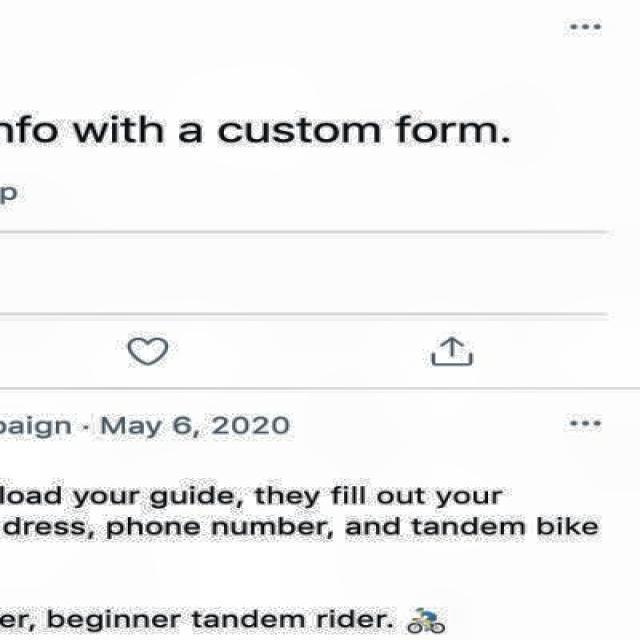 nfo with a custom form.
p
paign · May 6, 2020
load your guide, they fill out your
dress, phone number, and tandem bike
er, beginner tandem rider. 🚴